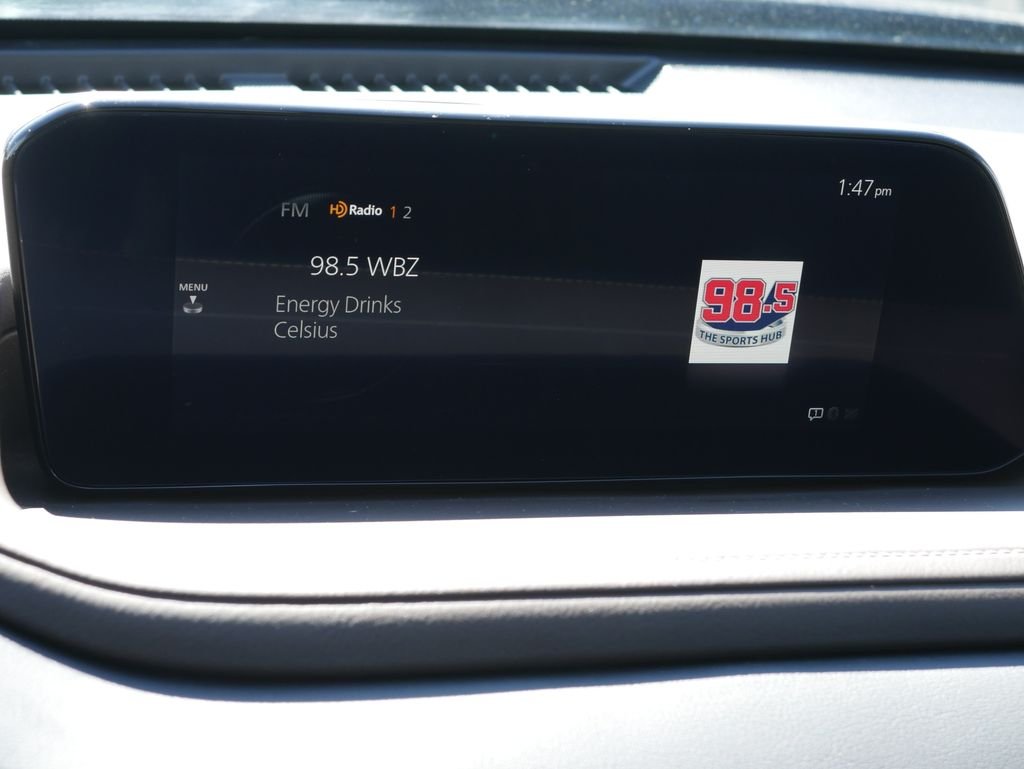 1:47pm
FM HD Radio 1 2
98.5 WBZ
MENU
Energy Drinks
Celsius
98.5
THE SPORTS HUB